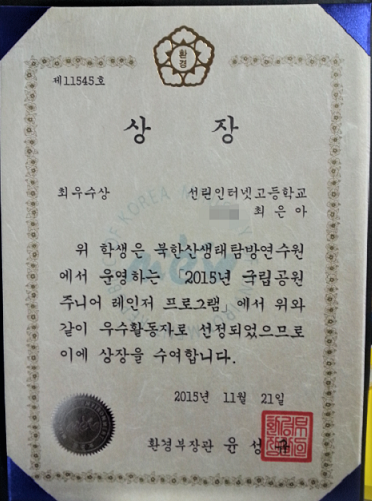 환경
제11545호
상 장
최우수상 선린인터넷고등학교
최 은 아
위 학생은 북한산생태탐방연수원
에서 운영하는 「2015년 국립공원
주니어 레인저 프로그램」에서 위와
같이 우수활동자로 선정되었으므로
이에 상장을 수여합니다.
2015년 11월 21일
환경부장관 윤 성 규